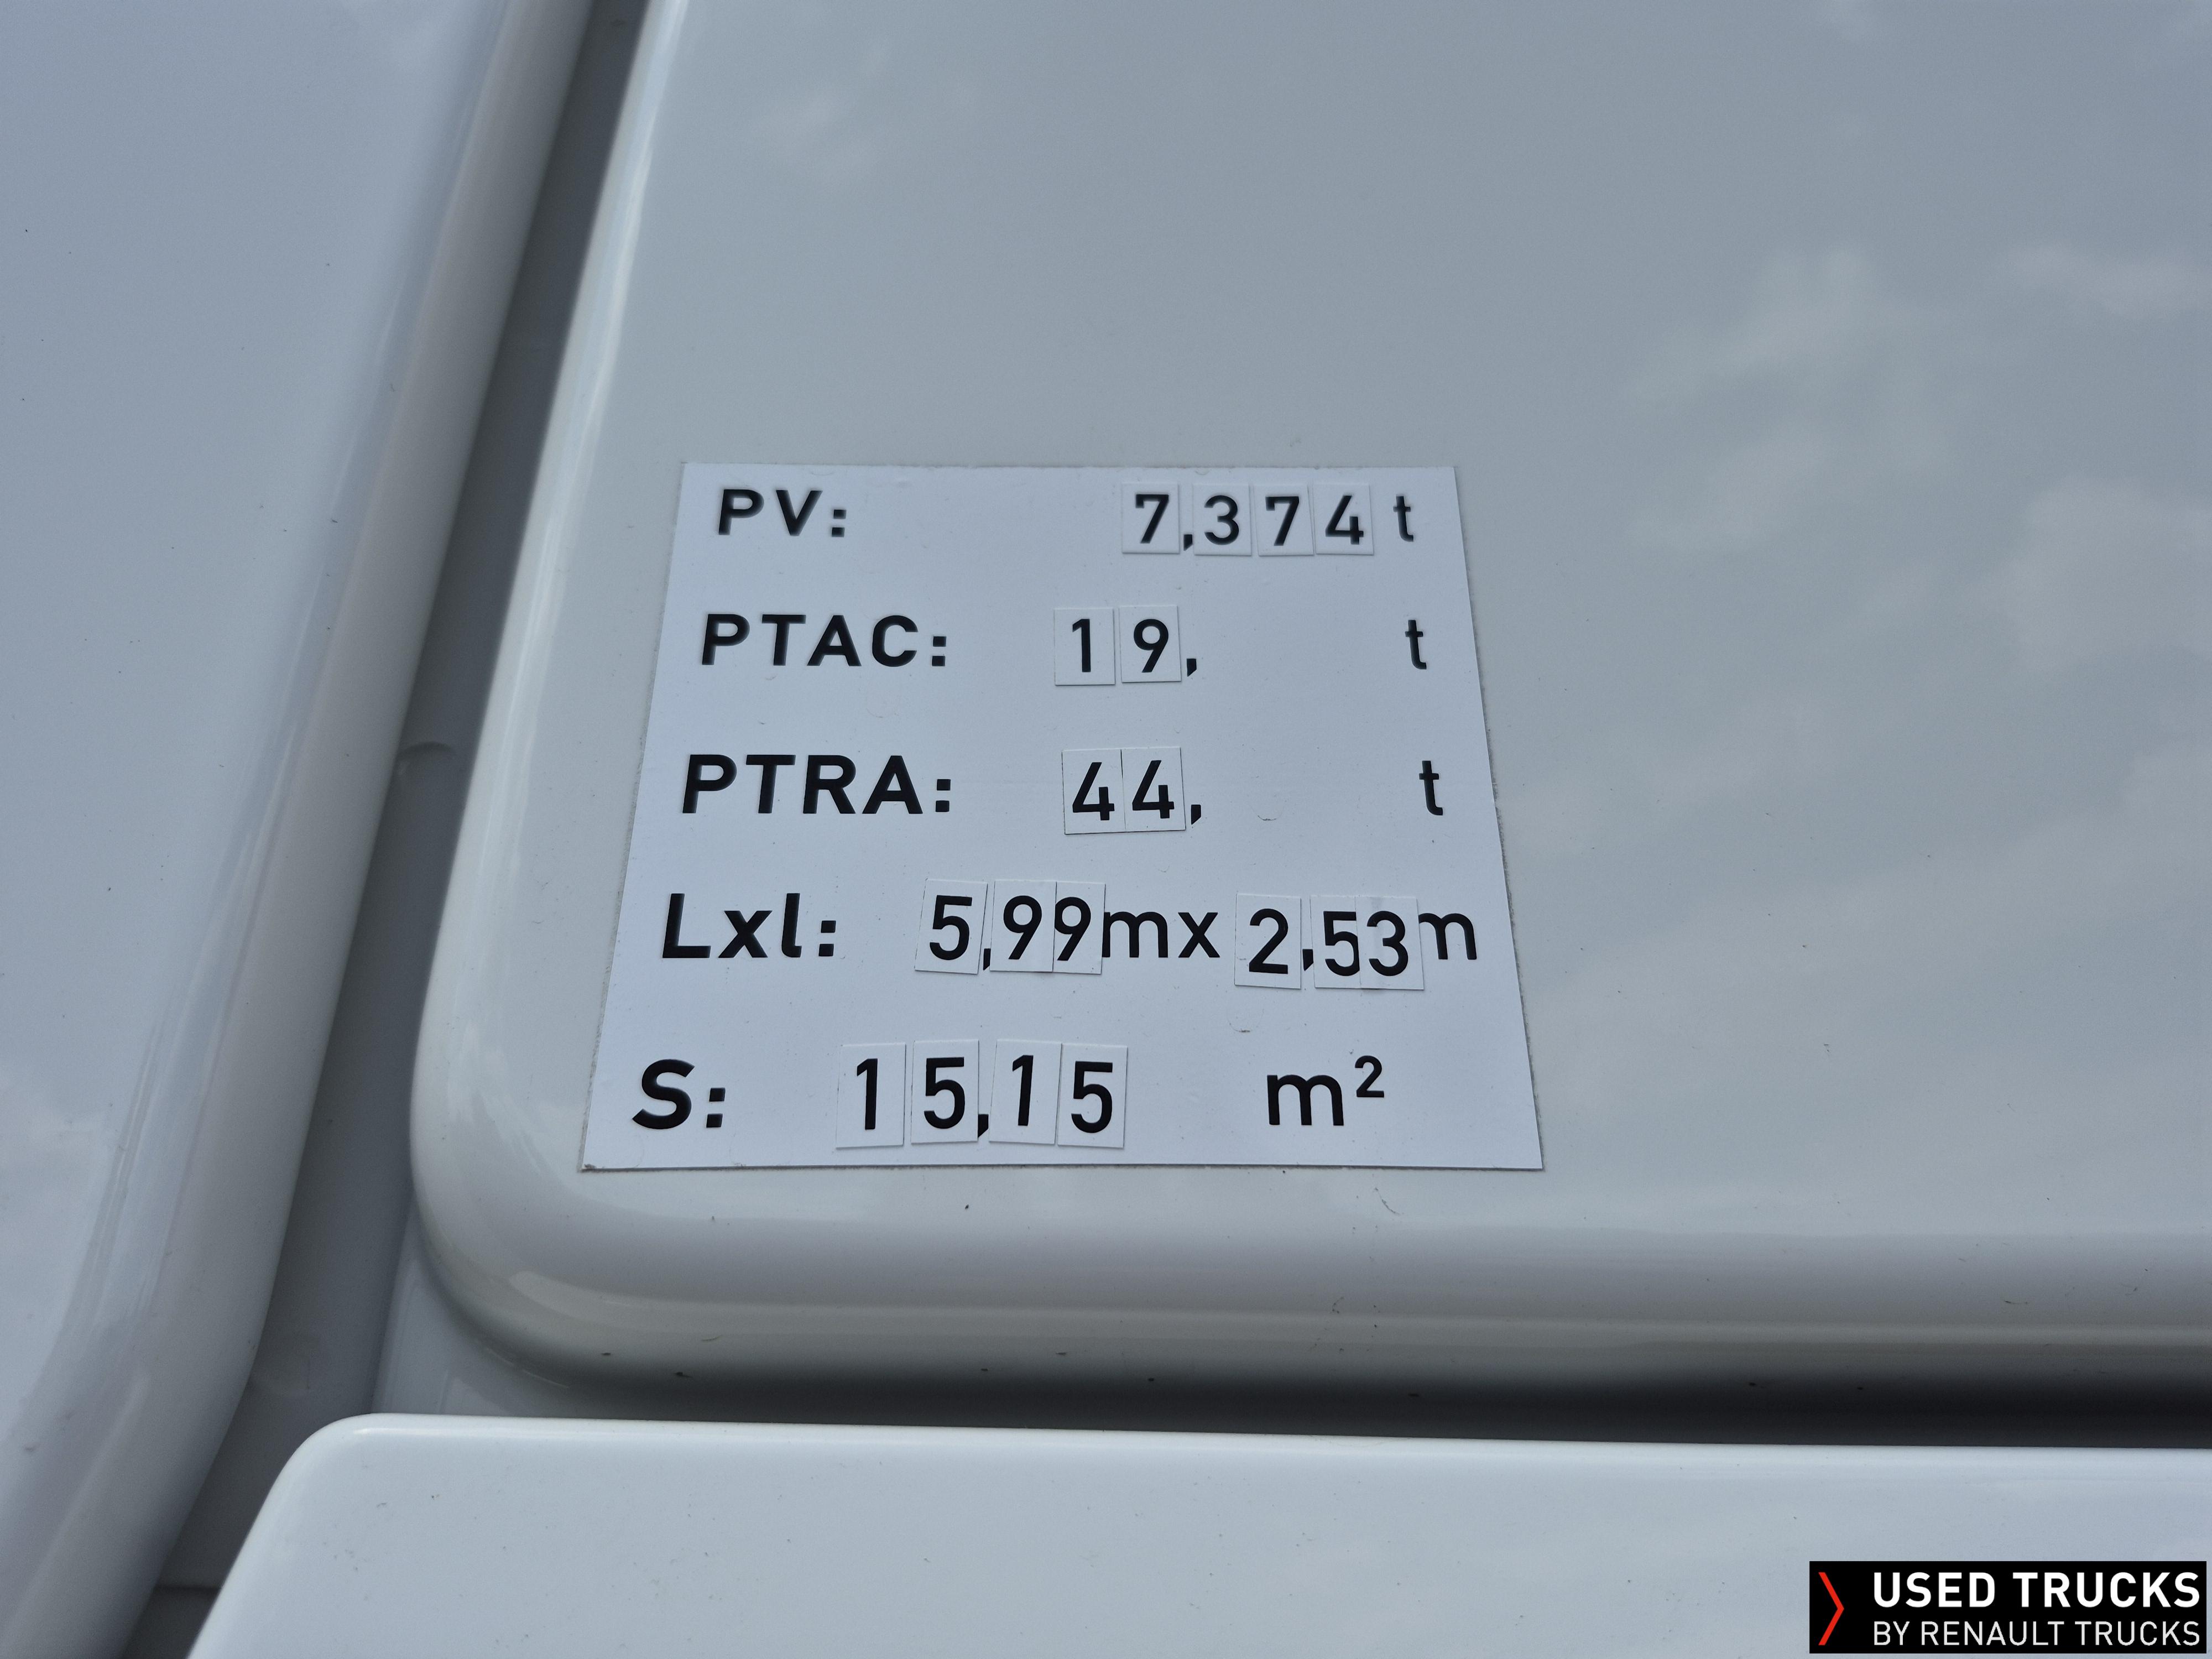 PV: 7,374 t
PTAC: 19, t
PTRA: 44, t
Lxl: 5,99mx 2,53m
S: 15,15 m²
USED TRUCKS
BY RENAULT TRUCKS